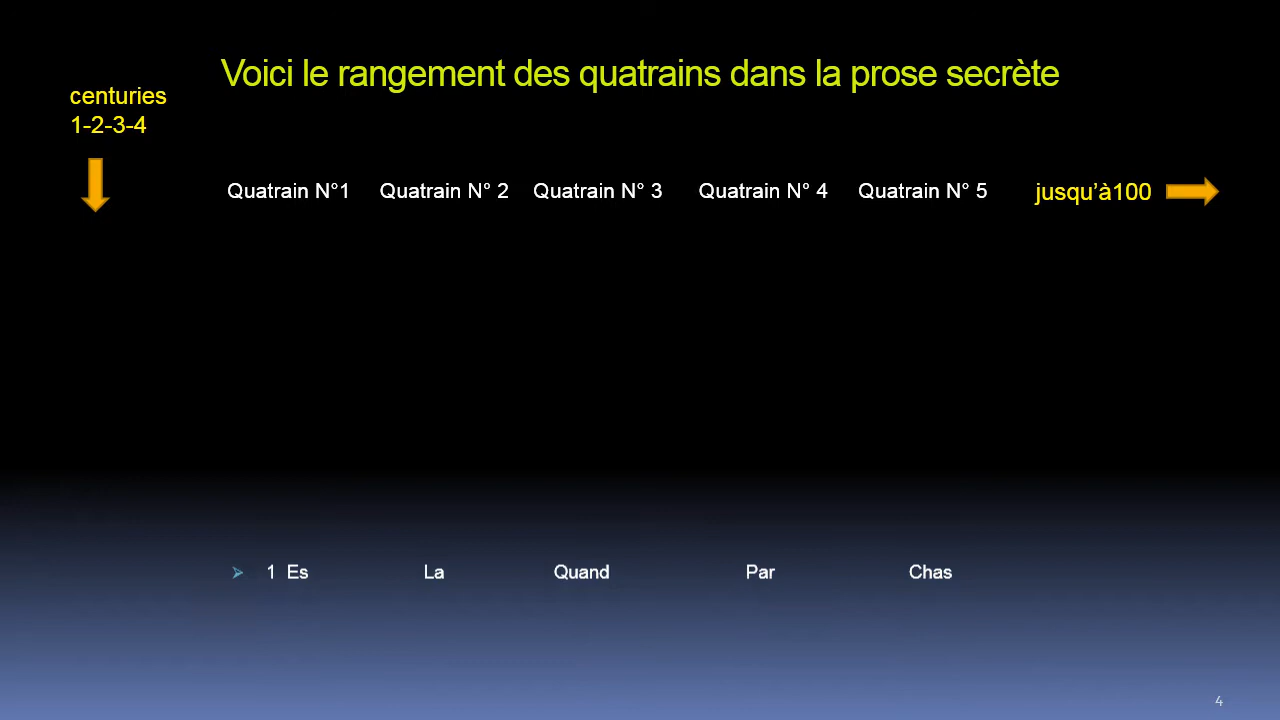 Voici le rangement des quatrains dans la prose secrète
centuries
1-2-3-4
Quatrain N°1 Quatrain N° 2 Quatrain N° 3 Quatrain N° 4 Quatrain N° 5 jusqu’à100
1 Es La Quand Par Chas
4